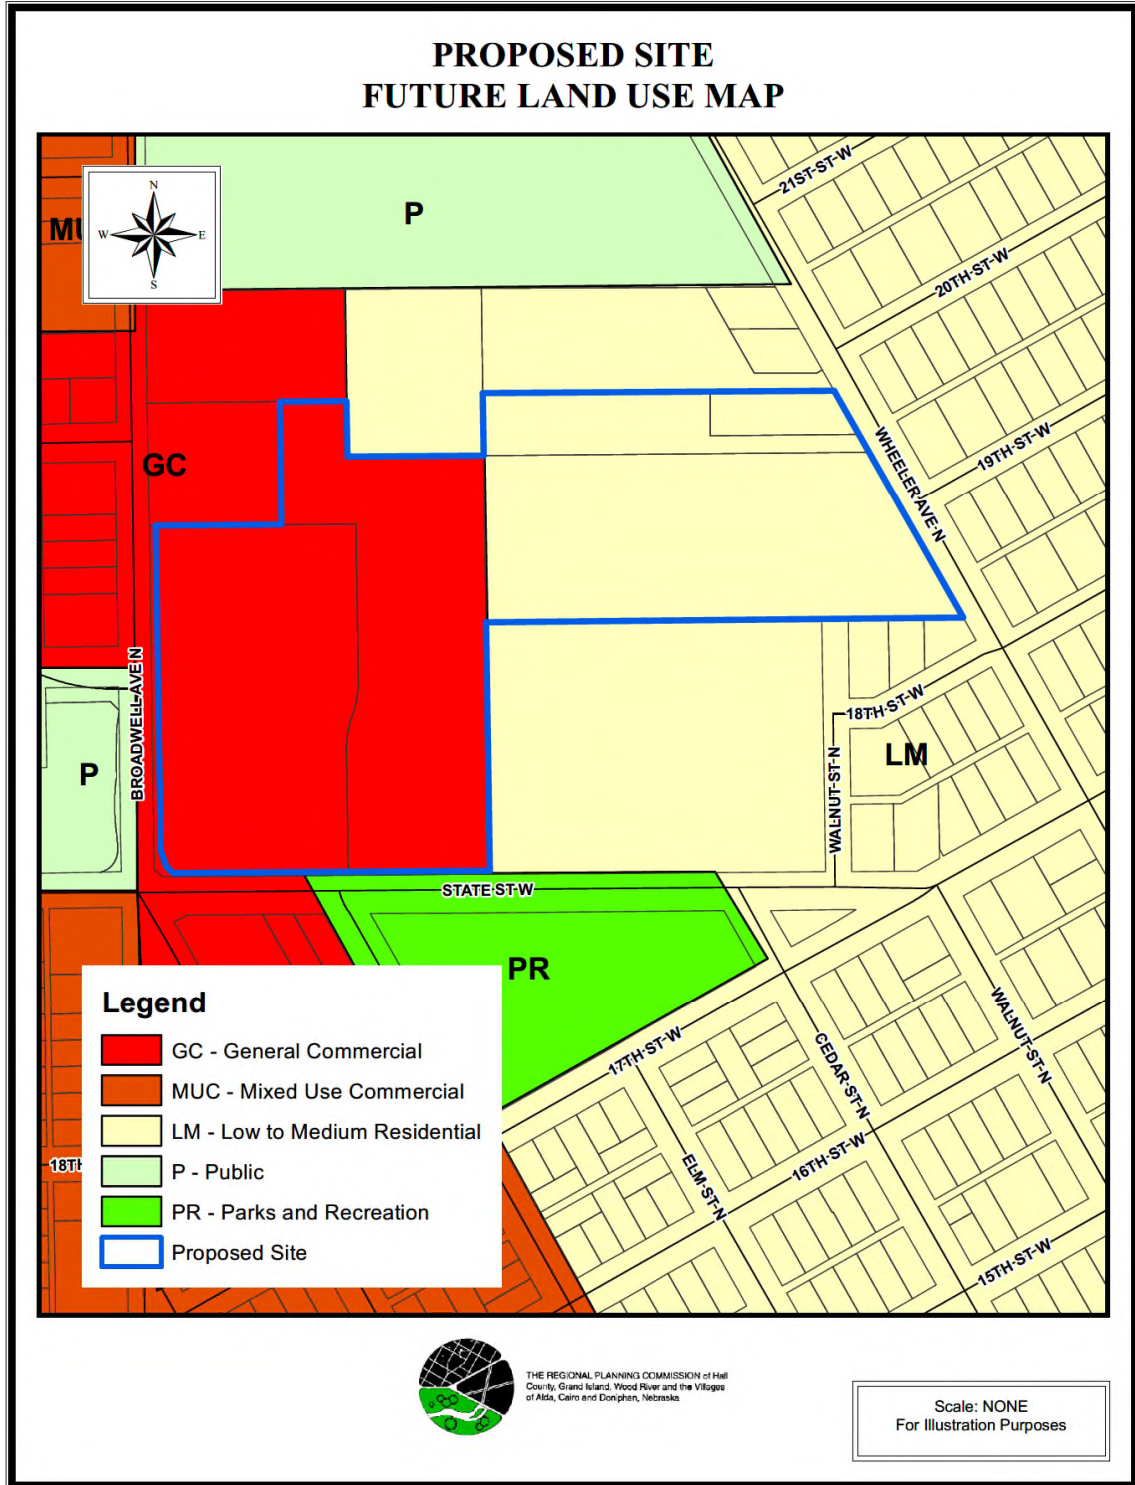 PROPOSED SITE
FUTURE LAND USE MAP
N
W
E
S
P
21ST-ST-W
20TH-ST-W
19TH-ST-W
WHEELER-AVE-N
GC
BROADWELL-AVE-N
P
18TH-ST-W
LM
WALNUT-ST-N
STATE-ST-W
PR
17TH-ST-W
CEDAR-ST-N
WALNUT-ST-N
16TH-ST-W
ELM-ST-N
15TH-ST-W
Legend
GC - General Commercial
MUC - Mixed Use Commercial
LM - Low to Medium Residential
P - Public
PR - Parks and Recreation
Proposed Site
THE REGIONAL PLANNING COMMISSION of Hall
County, Grand Island, Wood River and the Villages
of Alda, Cairo and Doniphan, Nebraska
Scale: NONE
For Illustration Purposes